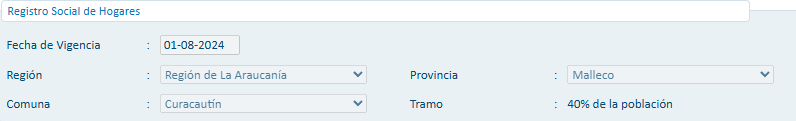 Registro Social de Hogares
Fecha de Vigencia : 01-08-2024
Región : Región de La Araucanía Provincia : Malleco
Comuna : Curacautín Tramo : 40% de la población